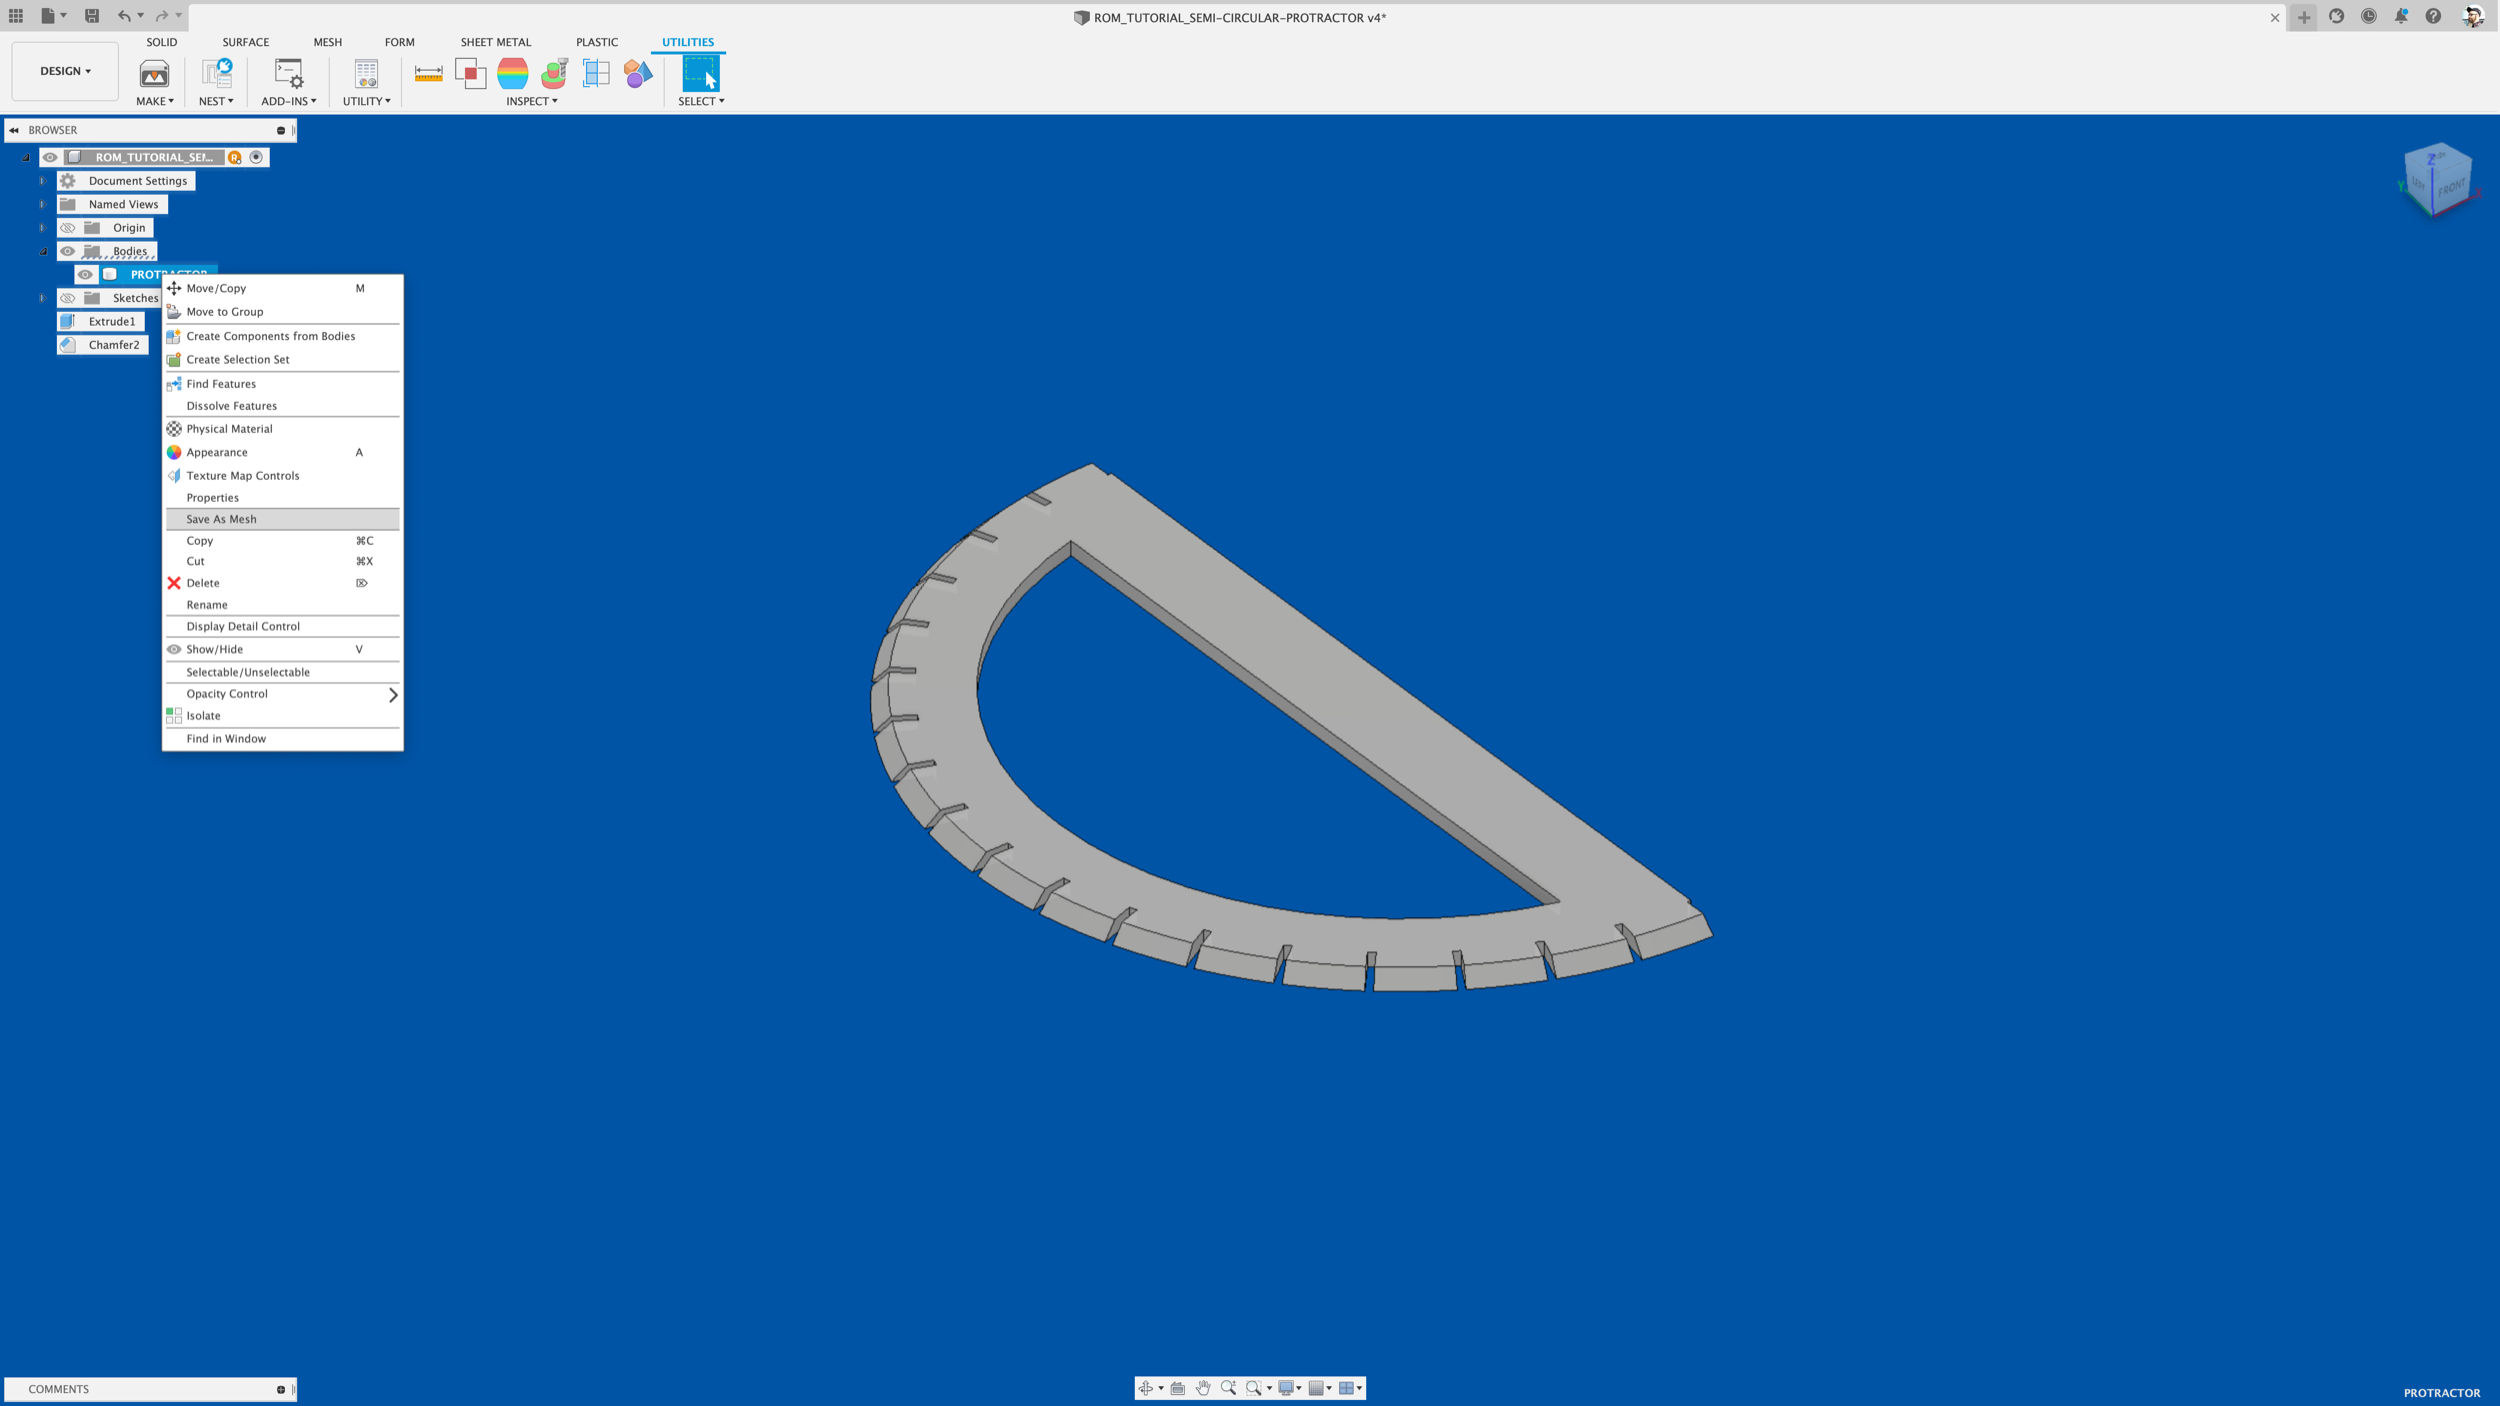 ROM_TUTORIAL_SEMI-CIRCULAR-PROTRACTOR v4*
SOLID SURFACE MESH FORM SHEET METAL PLASTIC UTILITIES
DESIGN
MAKE NEST ADD-INS UTILITY INSPECT SELECT
BROWSER
ROM_TUTORIAL_SEI...
Document Settings
Named Views
Origin
Bodies
PROTRACTOR
Sketches
Extrude1
Chamfer2
Move/Copy M
Move to Group
Create Components from Bodies
Create Selection Set
Find Features
Dissolve Features
Physical Material
Appearance A
Texture Map Controls
Properties
Save As Mesh
Copy ⌘C
Cut ⌘X
Delete ⌦
Rename
Display Detail Control
Show/Hide V
Selectable/Unselectable
Opacity Control
Isolate
Find in Window
Z
Y
FRONT
COMMENTS
PROTRACTOR